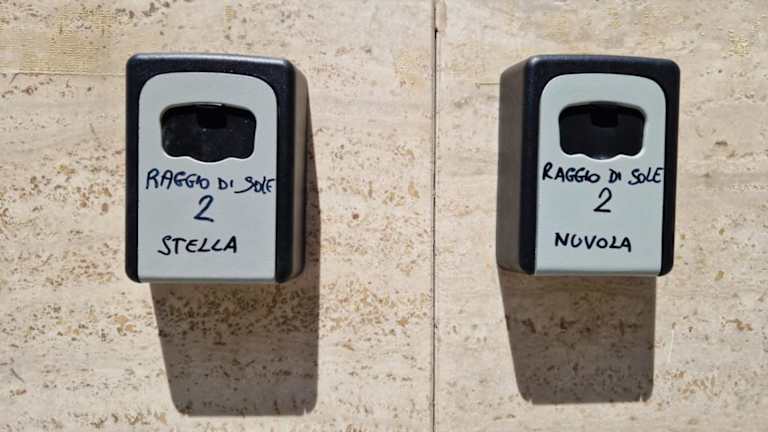 RAGGIO DI SOLE
2
STELLA
RAGGIO DI SOLE
2
NUVOLA